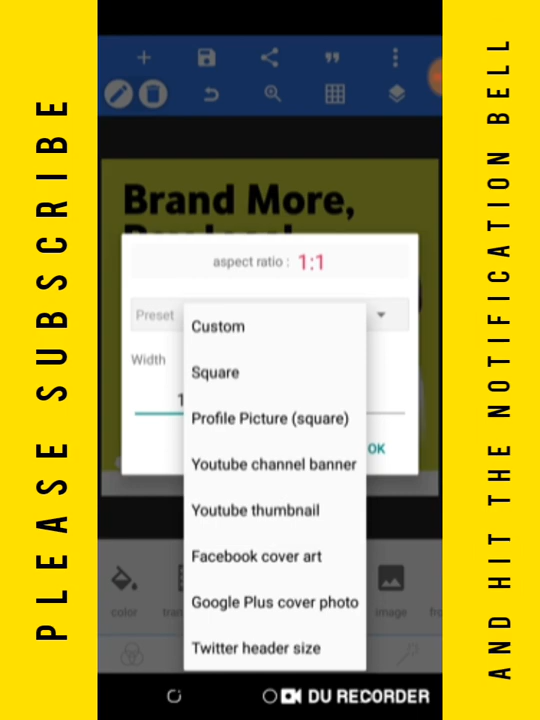 PLEASE SUBSCRIBE
AND HIT THE NOTIFICATION BELL
Brand More,
aspect ratio : 1:1
Preset
Custom
Width
Square
Profile Picture (square)
OK
Youtube channel banner
Youtube thumbnail
Facebook cover art
Google Plus cover photo
color
image
Twitter header size
DU RECORDER